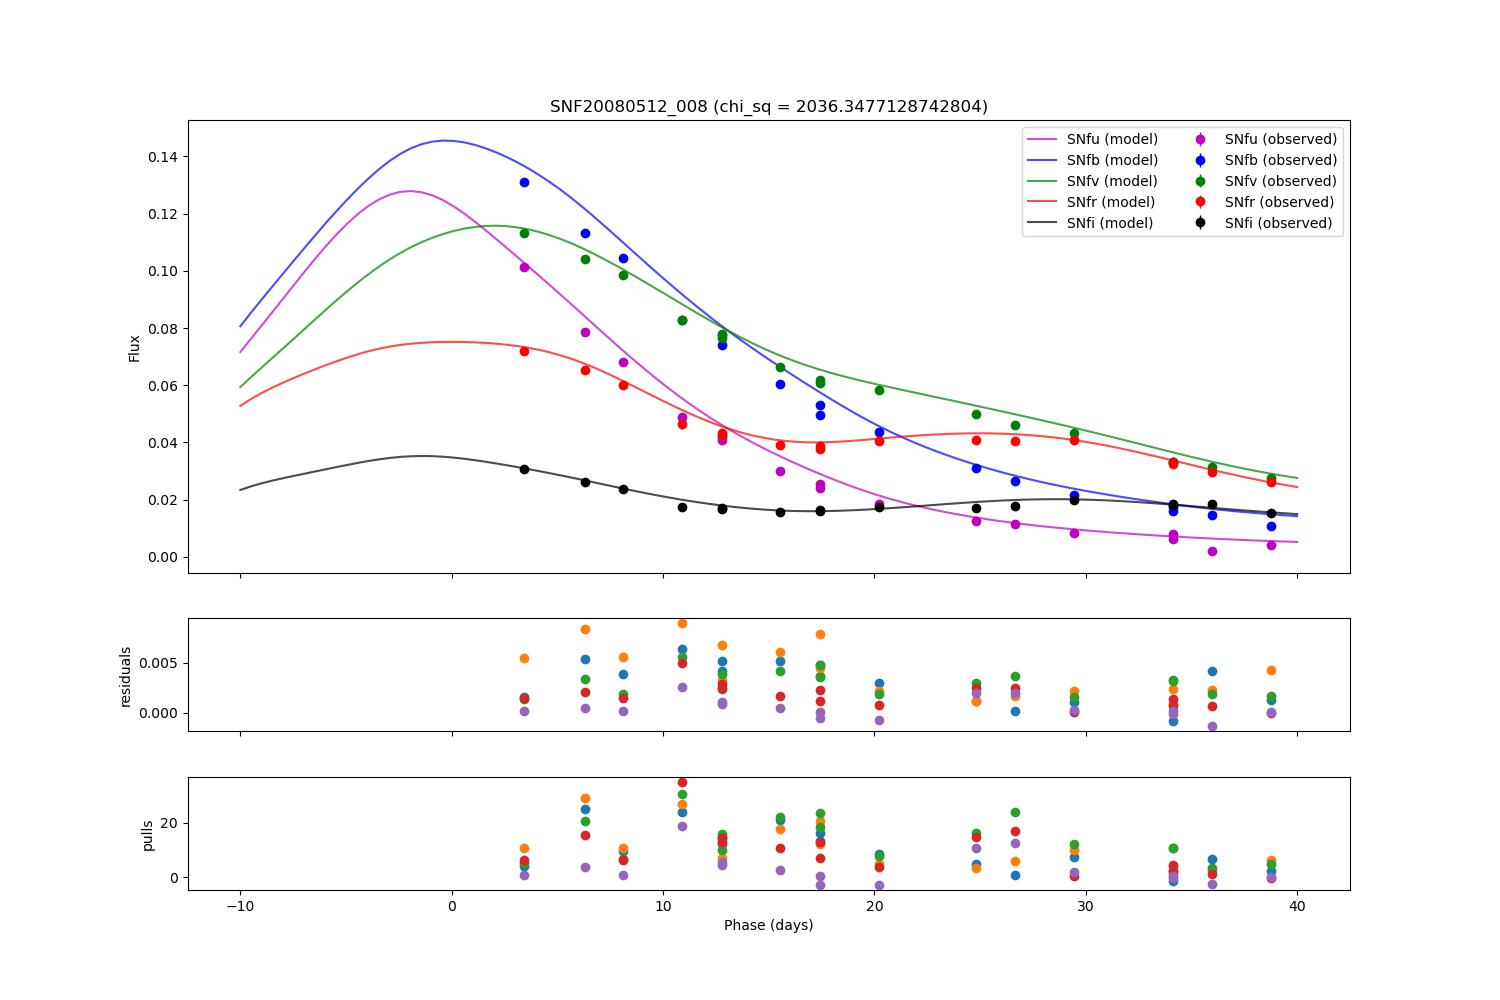 SNF20080512_008 (chi_sq = 2036.3477128742804)
SNfu (model) SNfu (observed)
SNfb (model) SNfb (observed)
SNfv (model) SNfv (observed)
SNfr (model) SNfr (observed)
SNfi (model) SNfi (observed)
Flux
0.14
0.12
0.10
0.08
0.06
0.04
0.02
0.00
residuals
0.005
0.000
pulls
20
0
−10 0 10 20 30 40
Phase (days)